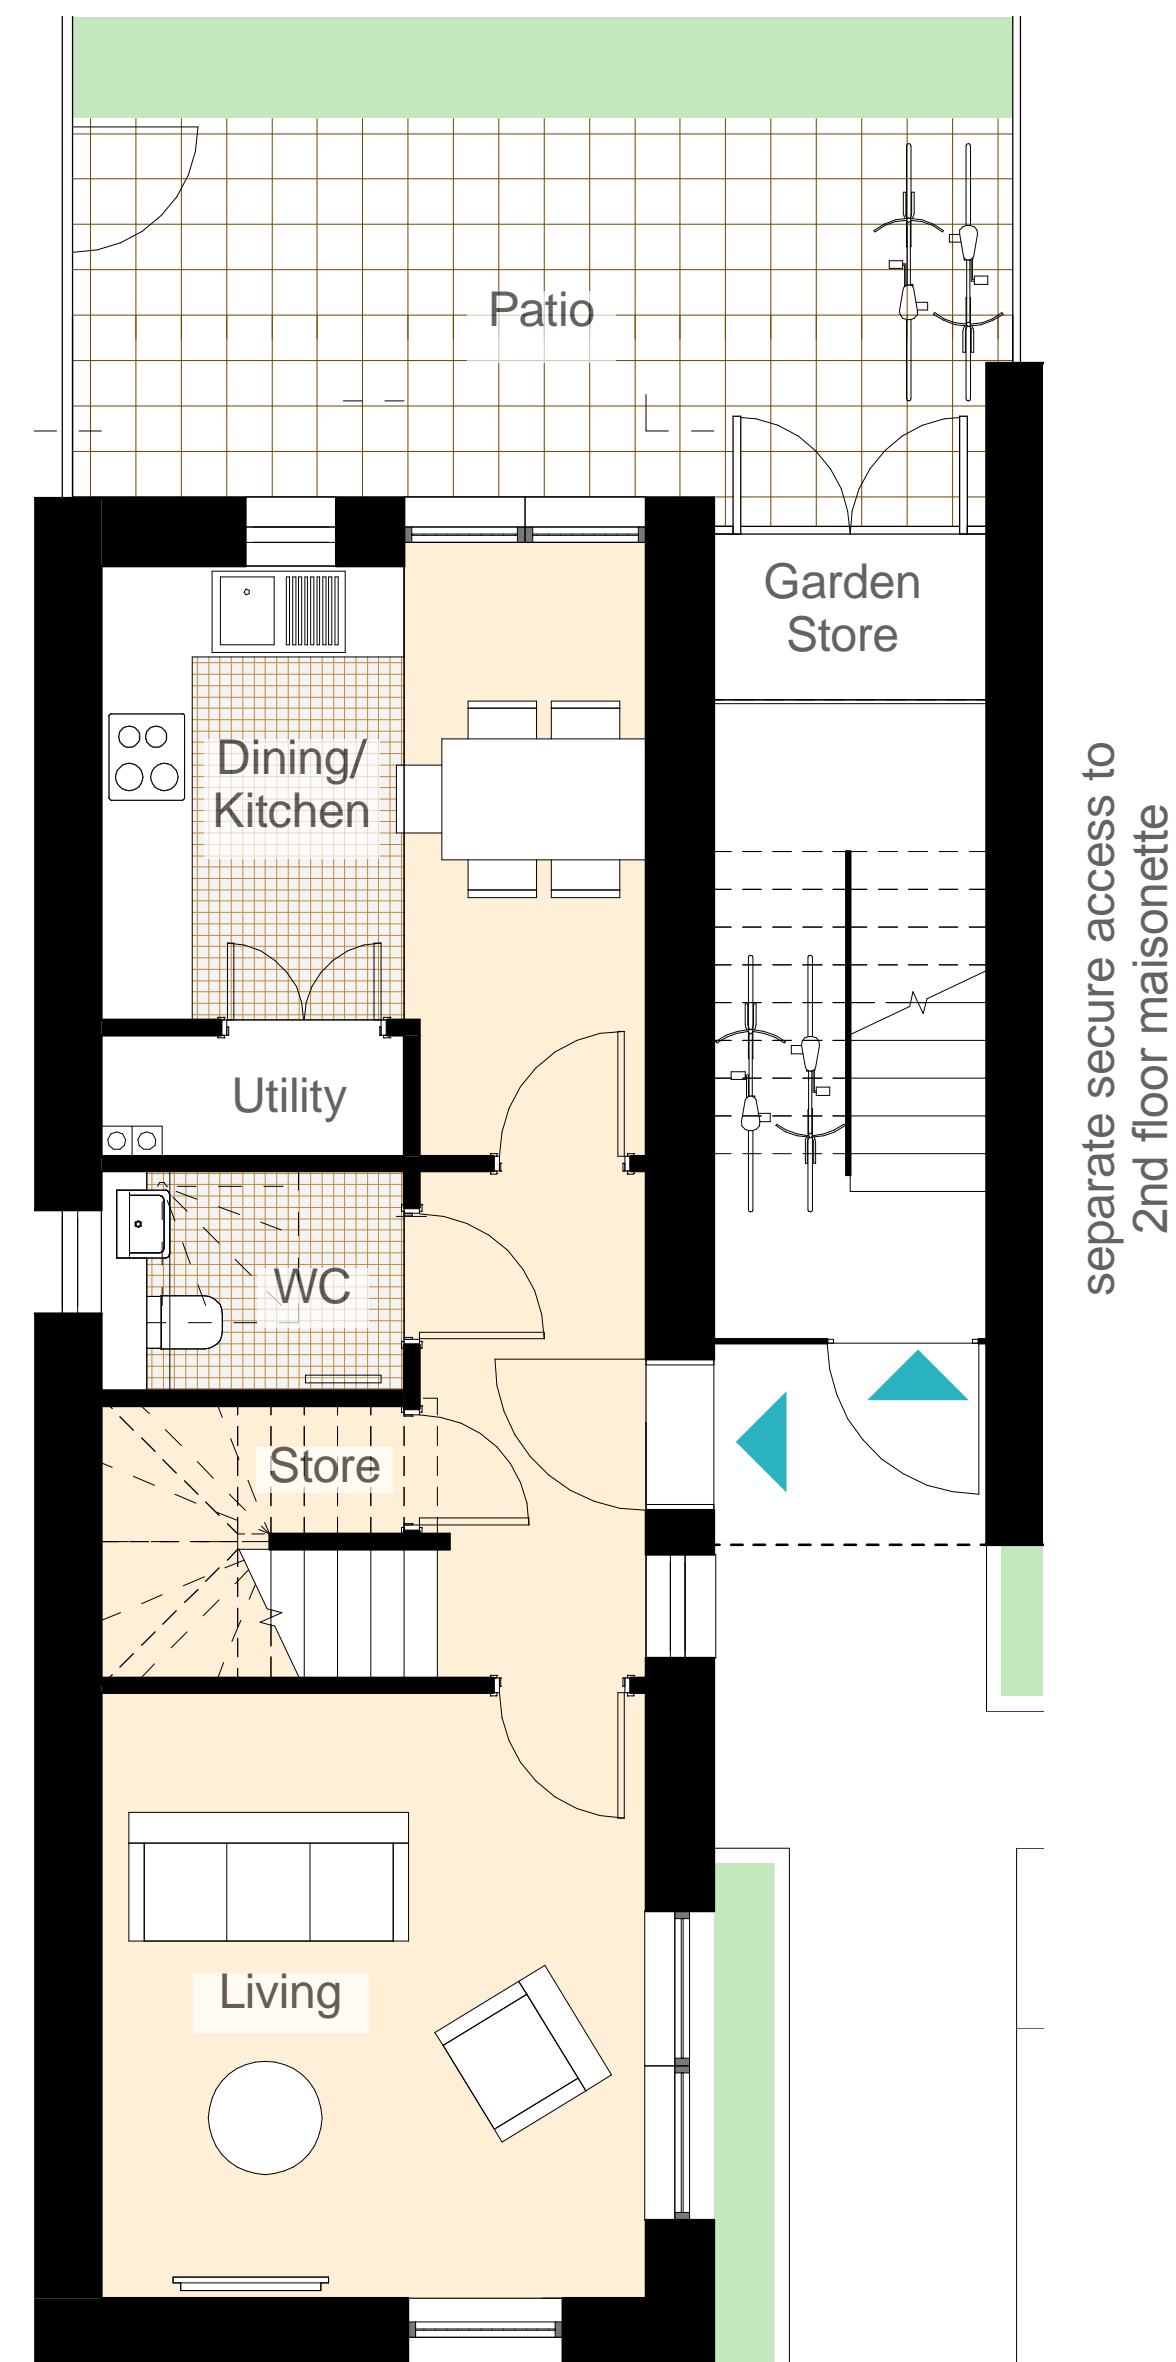 Patio
Garden
Store
Dining/
Kitchen
separate secure access to
2nd floor maisonette
Utility
WC
Store
Living